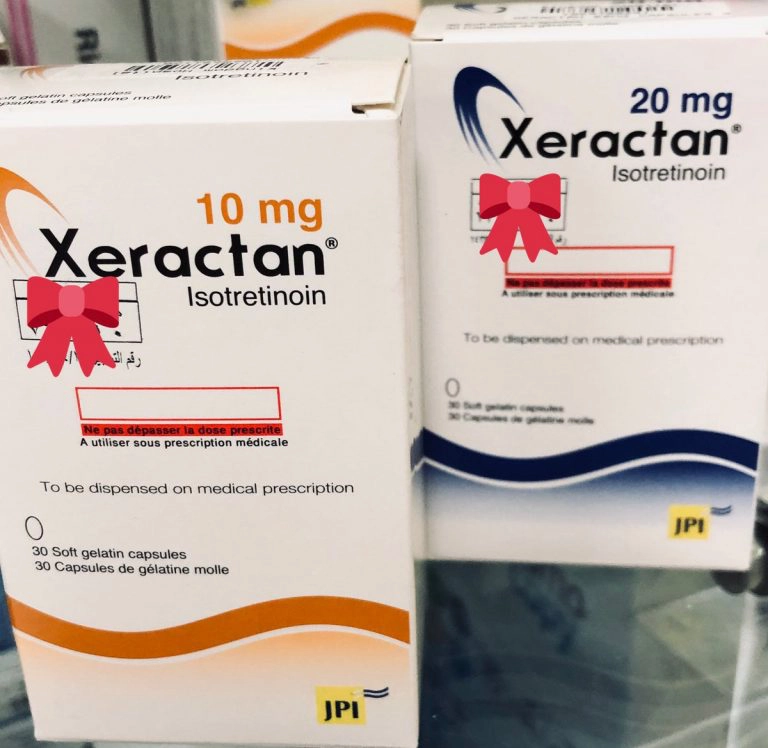 Isotretinoin
soft gelatin capsules
capsules de gélatine molle
10 mg
Xeractan®
Isotretinoin
رقم
Ne pas dépasser la dose prescrite
A utiliser sous prescription médicale
To be dispensed on medical prescription
30 Soft gelatin capsules
30 Capsules de gélatine molle
JPI
20 mg
Xeractan®
Isotretinoin
Ne pas dépasser la dose prescrite
A utiliser sous prescription médicale
To be dispensed on medical prescription
30 Soft gelatin capsules
30 Capsules de gélatine molle
JPI